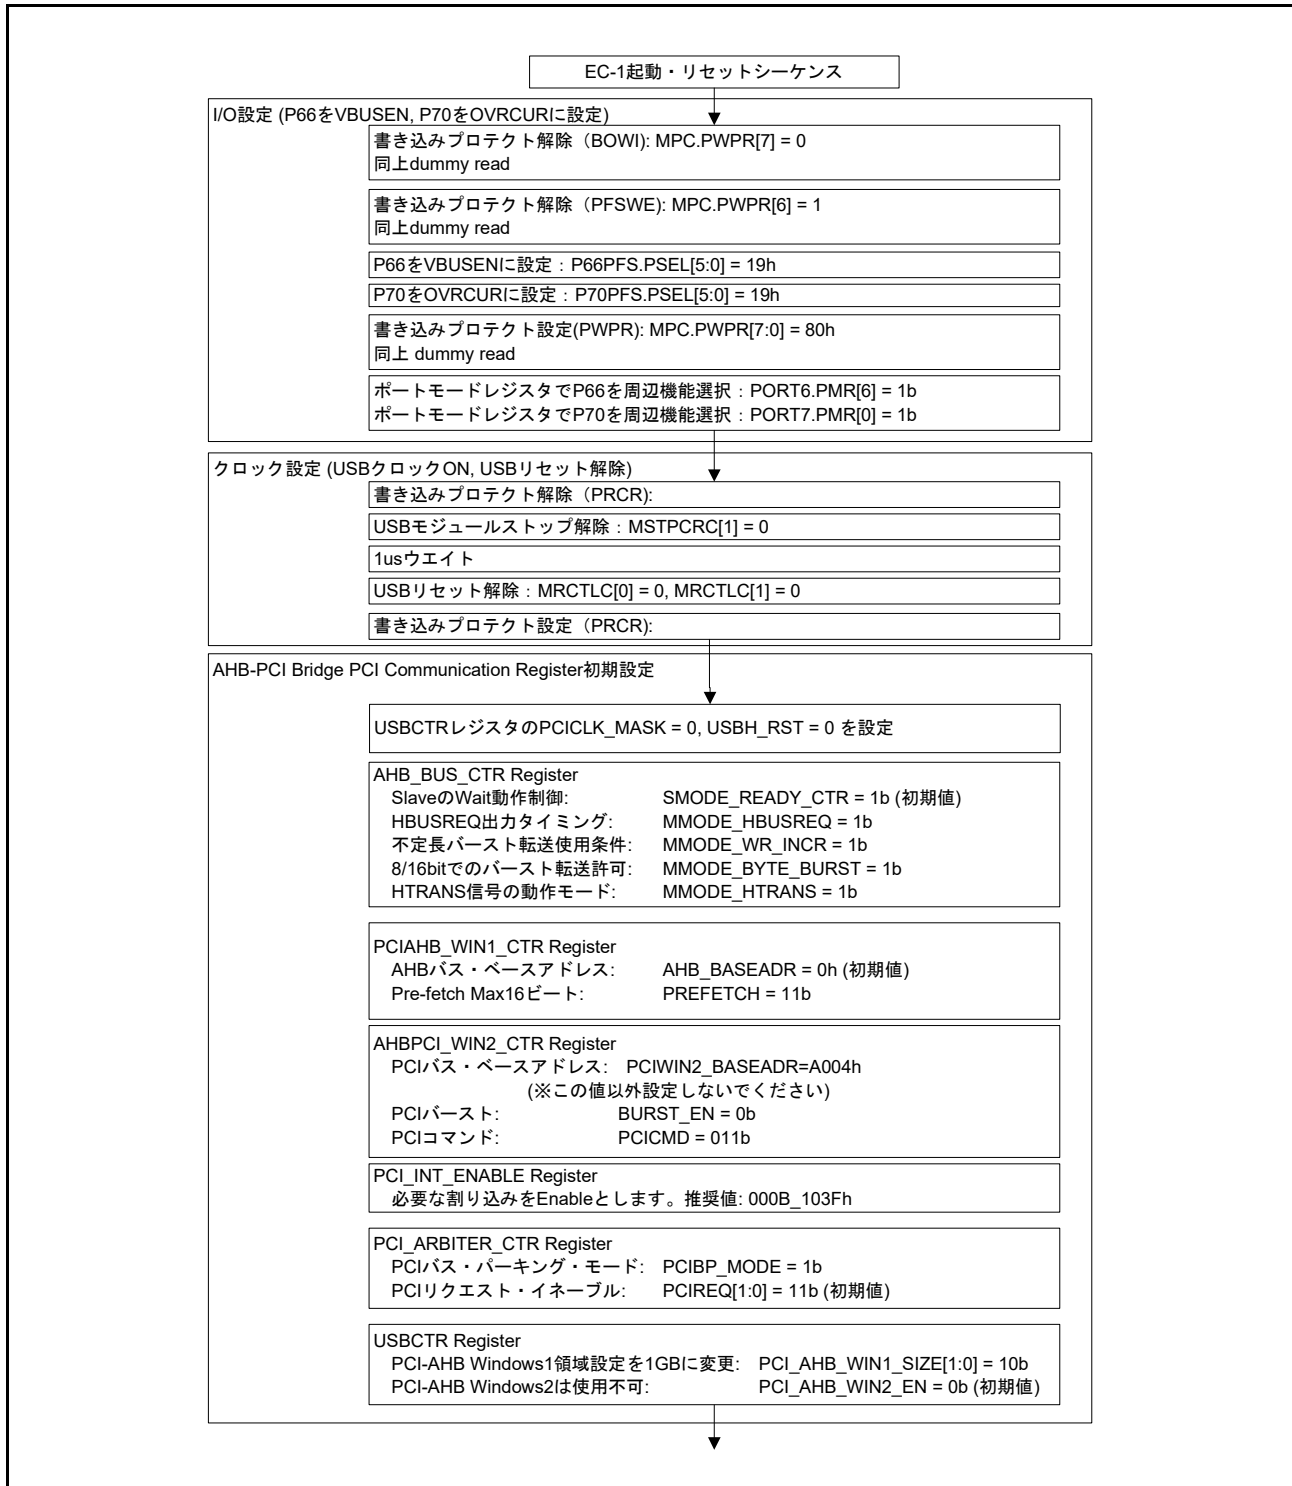 EC-1起動・リセットシーケンス
I/O設定 (P66をVBUSEN, P70をOVRCURに設定)
書き込みプロテクト解除（BOWI): MPC.PWPR[7] = 0
同上dummy read
書き込みプロテクト解除（PFSWE): MPC.PWPR[6] = 1
同上dummy read
P66をVBUSENに設定：P66PFS.PSEL[5:0] = 19h
P70をOVRCURに設定：P70PFS.PSEL[5:0] = 19h
書き込みプロテクト設定(PWPR): MPC.PWPR[7:0] = 80h
同上 dummy read
ポートモードレジスタでP66を周辺機能選択：PORT6.PMR[6] = 1b
ポートモードレジスタでP70を周辺機能選択：PORT7.PMR[0] = 1b
クロック設定 (USBクロックON, USBリセット解除)
書き込みプロテクト解除（PRCR):
USBモジュールストップ解除：MSTPCRC[1] = 0
1usウエイト
USBリセット解除：MRCTLC[0] = 0, MRCTLC[1] = 0
書き込みプロテクト設定（PRCR):
AHB-PCI Bridge PCI Communication Register初期設定
USBCTRレジスタのPCICLK_MASK = 0, USBH_RST = 0 を設定
AHB_BUS_CTR Register
SlaveのWait動作制御: SMODE_READY_CTR = 1b (初期値)
HBUSREQ出力タイミング: MMODE_HBUSREQ = 1b
不定長バースト転送使用条件: MMODE_WR_INCR = 1b
8/16bitでのバースト転送許可: MMODE_BYTE_BURST = 1b
HTRANS信号の動作モード: MMODE_HTRANS = 1b
PCIAHB_WIN1_CTR Register
AHBバス・ベースアドレス: AHB_BASEADR = 0h (初期値)
Pre-fetch Max16ビート: PREFETCH = 11b
AHBPCI_WIN2_CTR Register
PCIバス・ベースアドレス: PCIWIN2_BASEADR=A004h
(※この値以外設定しないでください)
PCIバースト: BURST_EN = 0b
PCIコマンド: PCICMD = 011b
PCI_INT_ENABLE Register
必要な割り込みをEnableとします。推奨値: 000B_103Fh
PCI_ARBITER_CTR Register
PCIバス・パーキング・モード: PCIBP_MODE = 1b
PCIリクエスト・イネーブル: PCIREQ[1:0] = 11b (初期値)
USBCTR Register
PCI-AHB Windows1領域設定を1GBに変更: PCI_AHB_WIN1_SIZE[1:0] = 10b
PCI-AHB Windows2は使用不可: PCI_AHB_WIN2_EN = 0b (初期値)